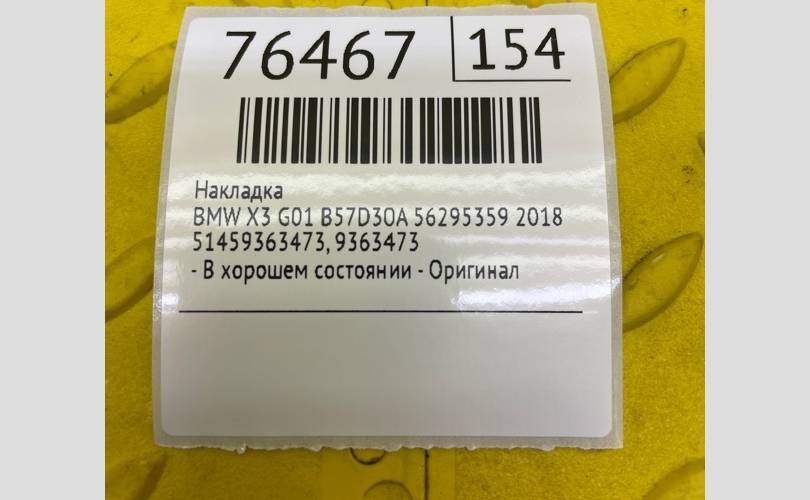 76467 154
Накладка
BMW X3 G01 B57D30A 56295359 2018
51459363473, 9363473
- В хорошем состоянии - Оригинал